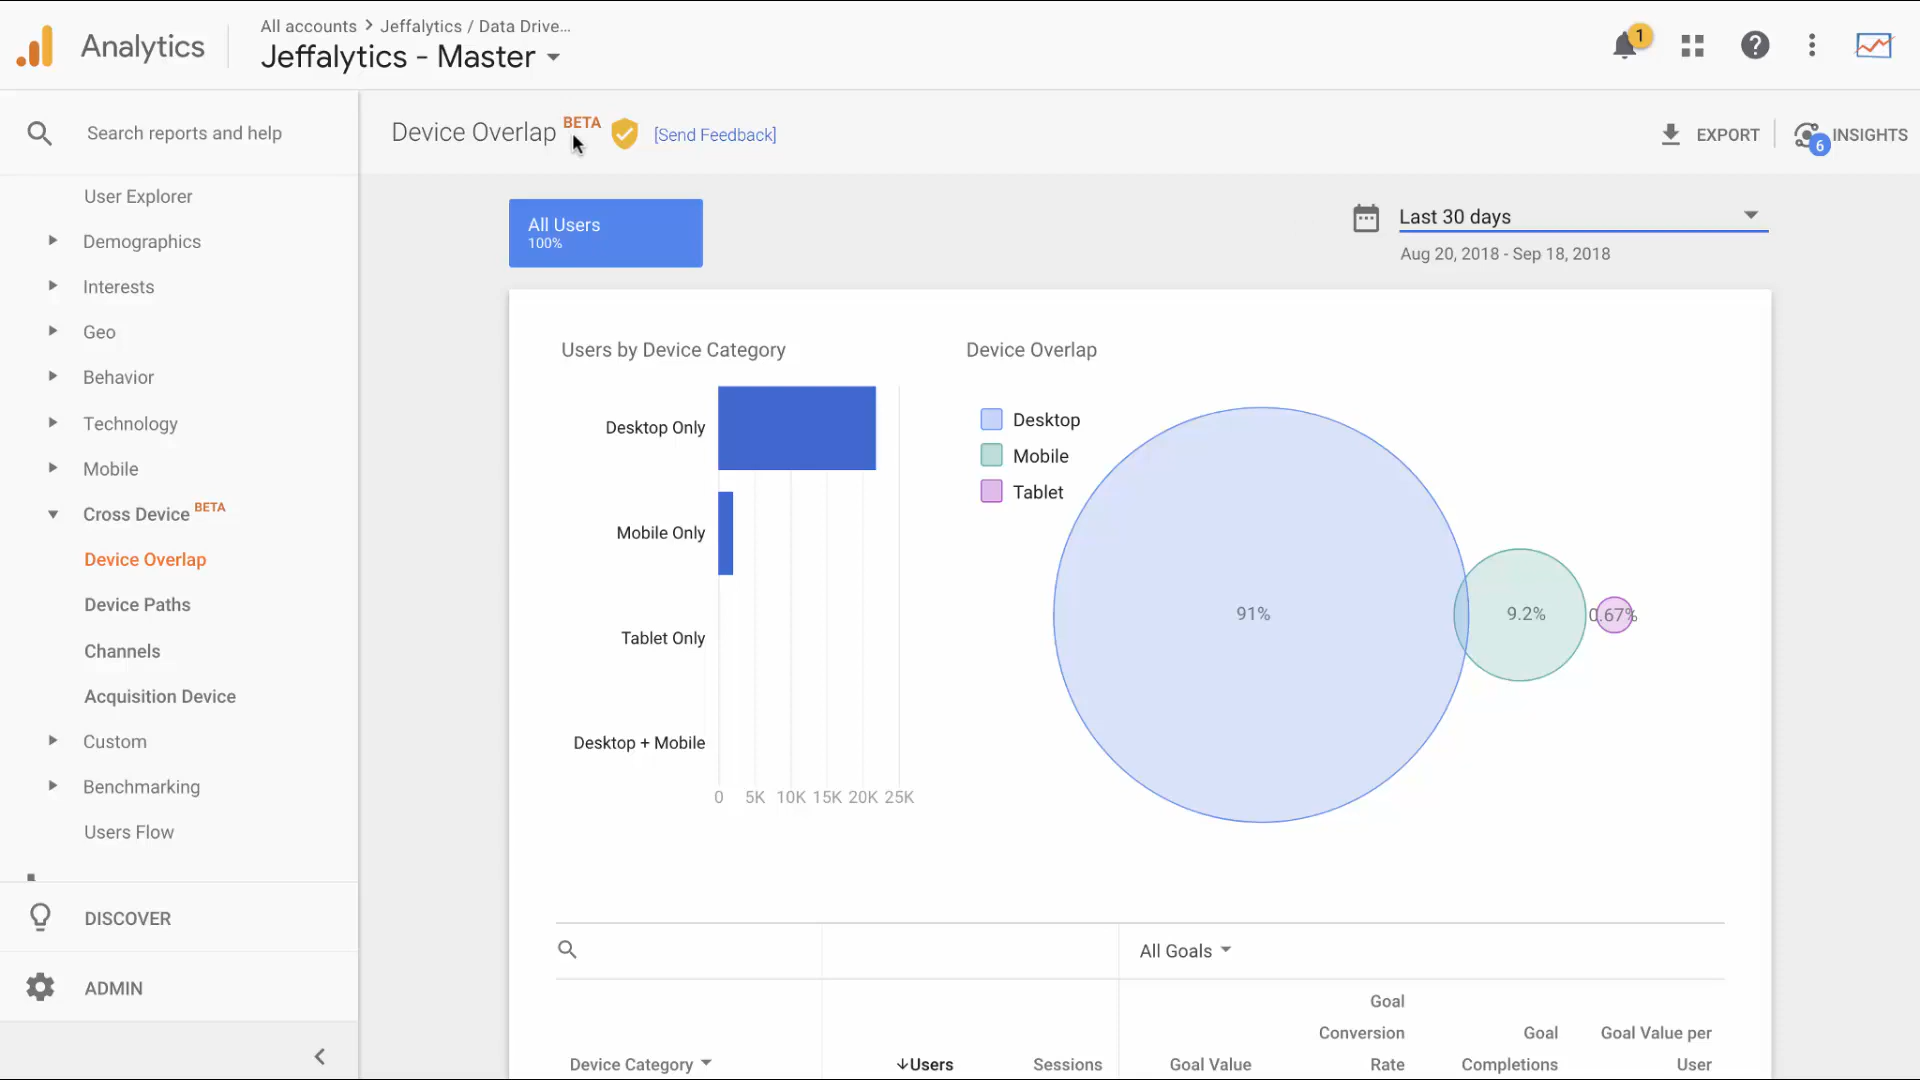 Analytics
All accounts > Jeffalytics / Data Drive...
Jeffalytics - Master
1
Search reports and help
Device Overlap BETA
[Send Feedback]
EXPORT
6
INSIGHTS
User Explorer
Demographics
Interests
Geo
Behavior
Technology
Mobile
Cross Device BETA
Device Overlap
Device Paths
Channels
Acquisition Device
Custom
Benchmarking
Users Flow
DISCOVER
ADMIN
All Users
100%
Last 30 days
Aug 20, 2018 - Sep 18, 2018
Users by Device Category
Desktop Only
Mobile Only
Tablet Only
Desktop + Mobile
0 5K 10K 15K 20K 25K
Device Overlap
Desktop
Mobile
Tablet
91%
9.2%
0.67%
All Goals
Device Category
↓Users
Sessions
Goal Value
Goal
Conversion
Rate
Goal
Completions
Goal Value per
User